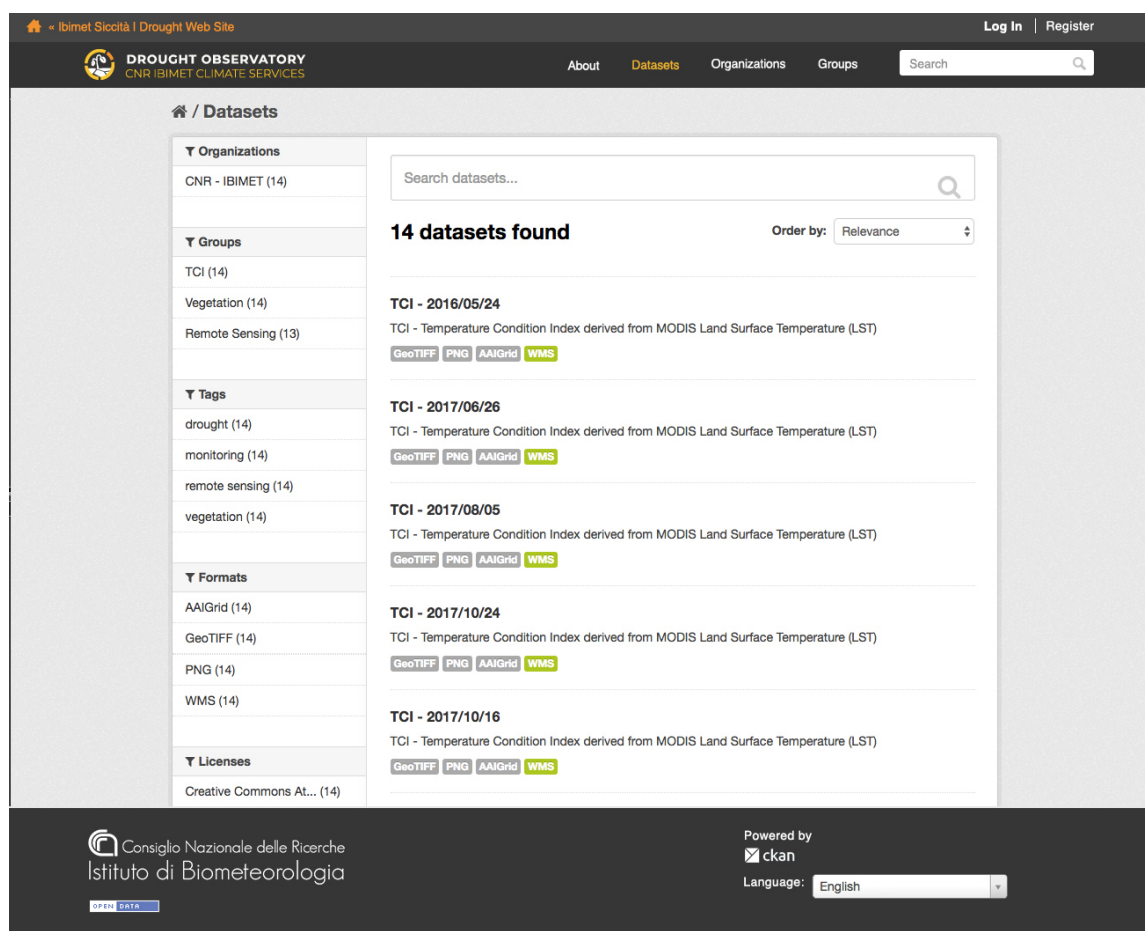 « Ibimet Siccità I Drought Web Site
Log In
Register
DROUGHT OBSERVATORY
CNR IBIMET CLIMATE SERVICES
About
Datasets
Organizations
Groups
Search
/ Datasets
Organizations
CNR - IBIMET (14)
Groups
TCI (14)
Vegetation (14)
Remote Sensing (13)
Tags
drought (14)
monitoring (14)
remote sensing (14)
vegetation (14)
Formats
AAIGrid (14)
GeoTIFF (14)
PNG (14)
WMS (14)
Licenses
Creative Commons At... (14)
Search datasets...
14 datasets found
Order by: Relevance
TCI - 2016/05/24
TCI - Temperature Condition Index derived from MODIS Land Surface Temperature (LST)
GeoTIFF PNG AAIGrid WMS
TCI - 2017/06/26
TCI - Temperature Condition Index derived from MODIS Land Surface Temperature (LST)
GeoTIFF PNG AAIGrid WMS
TCI - 2017/08/05
TCI - Temperature Condition Index derived from MODIS Land Surface Temperature (LST)
GeoTIFF PNG AAIGrid WMS
TCI - 2017/10/24
TCI - Temperature Condition Index derived from MODIS Land Surface Temperature (LST)
GeoTIFF PNG AAIGrid WMS
TCI - 2017/10/16
TCI - Temperature Condition Index derived from MODIS Land Surface Temperature (LST)
GeoTIFF PNG AAIGrid WMS
Consiglio Nazionale delle Ricerche
Istituto di Biometeorologia
OPEN DATA
Powered by
ckan
Language: English